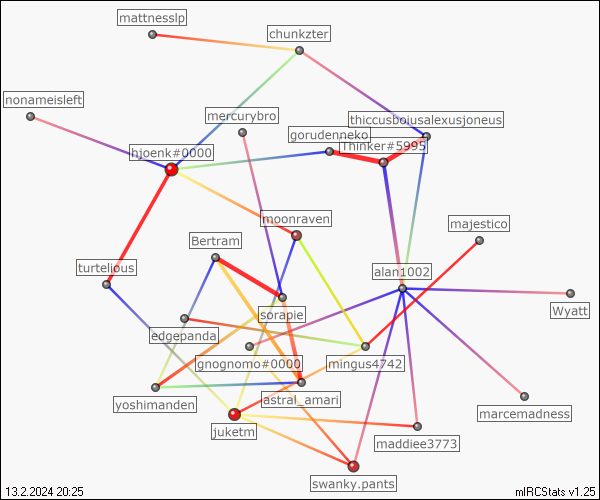 mattnesslp
chunkzter
nonameisleft
mercurybro
thiccusboiusalexusjoneus
gorudenneko
Thinker#5995
hjoenk#0000
moonraven
majestico
Bertram
turtelious
alan1002
sorapie
Wyatt
edgepanda
gnognomo#0000
mingus4742
yoshimanden
astral_amari
marcemadness
juketm
maddiee3773
swanky.pants
13.2.2024 20:25
mIRCStats v1.25